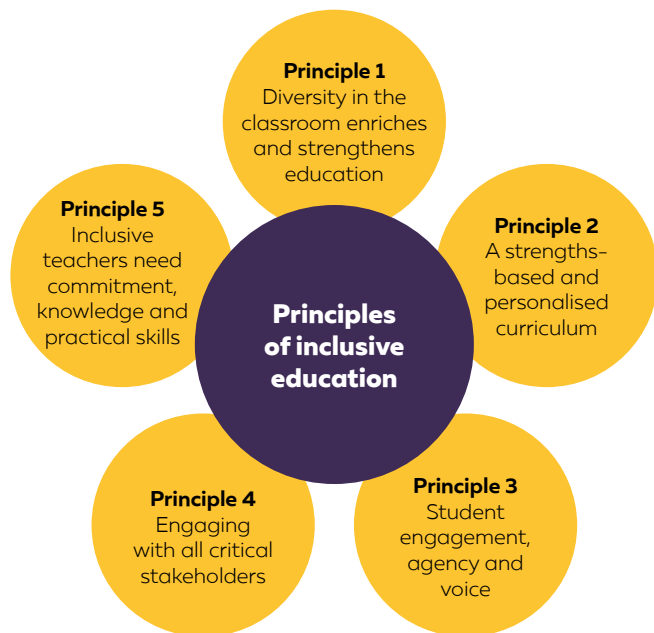 Principle 1
Diversity in the
classroom enriches
and strengthens
education
Principle 2
A strengths-
based and
personalised
curriculum
Principle 3
Student
engagement,
agency and
voice
Principle 4
Engaging
with all critical
stakeholders
Principle 5
Inclusive
teachers need
commitment,
knowledge and
practical skills
Principles
of inclusive
education